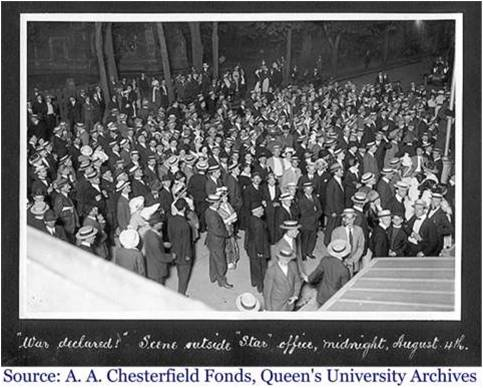 "War declared!" Scene outside "Star" office, midnight, August 4th.
Source: A. A. Chesterfield Fonds, Queen's University Archives